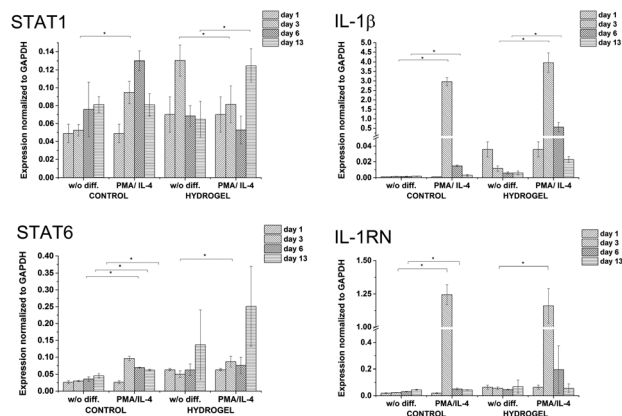 STAT1
day 1
day 3
day 6
day 13
Expression normalized to GAPDH
0.14
0.12
0.10
0.08
0.06
0.04
0.02
0.00
*
*
*
w/o diff.
PMA/ IL-4
w/o diff.
PMA/ IL-4
CONTROL
HYDROGEL
IL-1β
day 1
day 3
day 6
day 13
Expression normalized to GAPDH
5.0
4.5
4.0
3.5
3.0
2.5
2.0
1.5
1.0
0.5
0.04
0.02
0.00
*
*
*
*
w/o diff.
PMA/ IL-4
w/o diff.
PMA/ IL-4
CONTROL
HYDROGEL
STAT6
day 1
day 3
day 6
day 13
Expression normalized to GAPDH
0.40
0.35
0.30
0.25
0.20
0.15
0.10
0.05
0.00
*
*
*
*
w/o diff.
PMA/IL-4
w/o diff.
PMA/IL-4
CONTROL
HYDROGEL
IL-1RN
day 1
day 3
day 6
day 13
Expression normalized to GAPDH
1.50
1.25
1.00
0.2
0.1
0.0
*
*
*
w/o diff.
PMA/IL-4
w/o diff.
PMA/IL-4
CONTROL
HYDROGEL